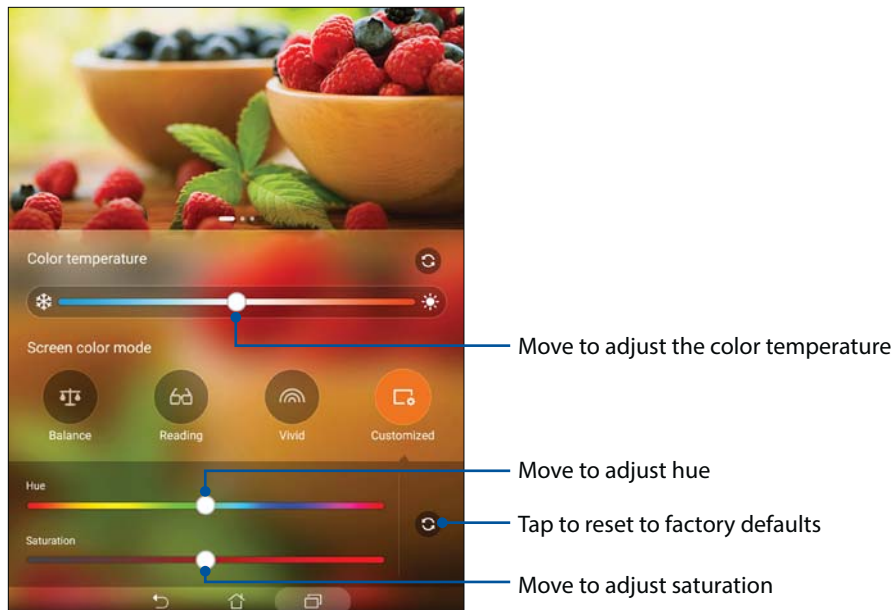 Color temperature
Move to adjust the color temperature
Screen color mode
Balance
Reading
Vivid
Customized
Move to adjust hue
Hue
Tap to reset to factory defaults
Saturation
Move to adjust saturation